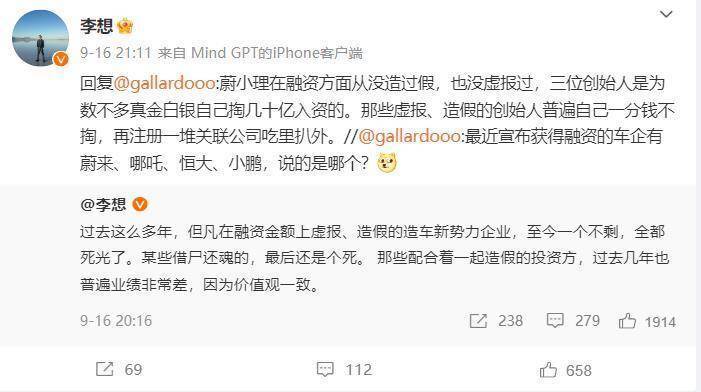 李想
9-16 21:11 来自 Mind GPT的iPhone客户端
回复@gallardooo:蔚小理在融资方面从没造过假，也没虚报过，三位创始人是为
数不多真金白银自己掏几十亿入资的。那些虚报、造假的创始人普遍自己一分钱不
掏，再注册一堆关联公司吃里扒外。//@gallardooo:最近宣布获得融资的车企有
蔚来、哪吒、恒大、小鹏，说的是哪个？
@李想
过去这么多年，但凡在融资金额上虚报、造假的造车新势力企业，至今一个不剩，全都
死光了。某些借尸还魂的，最后还是个死。 那些配合着一起造假的投资方，过去几年也
普遍业绩非常差，因为价值观一致。
9-16 20:16 238 279 1914
69 112 658